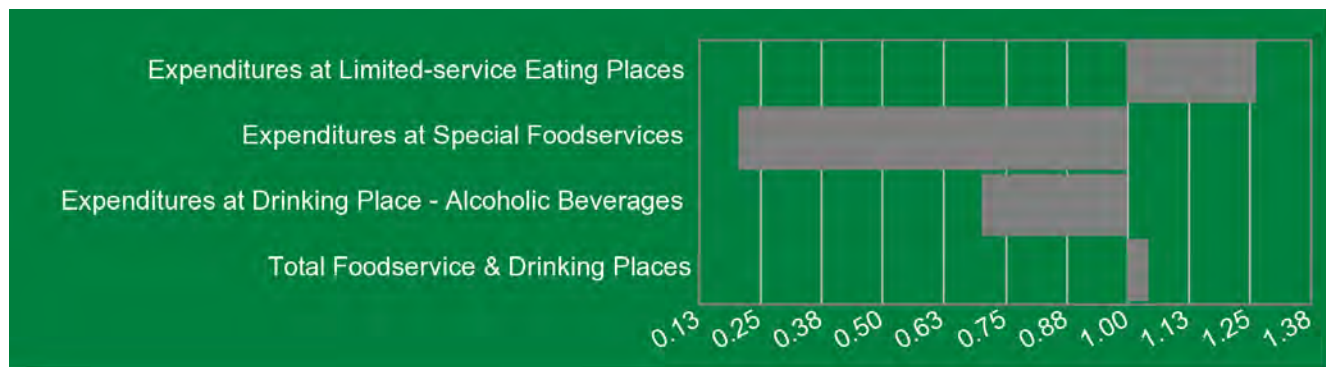 Expenditures at Limited-service Eating Places
Expenditures at Special Foodservices
Expenditures at Drinking Place - Alcoholic Beverages
Total Foodservice & Drinking Places
0.13 0.25 0.38 0.50 0.63 0.75 0.88 1.00 1.13 1.25 1.38